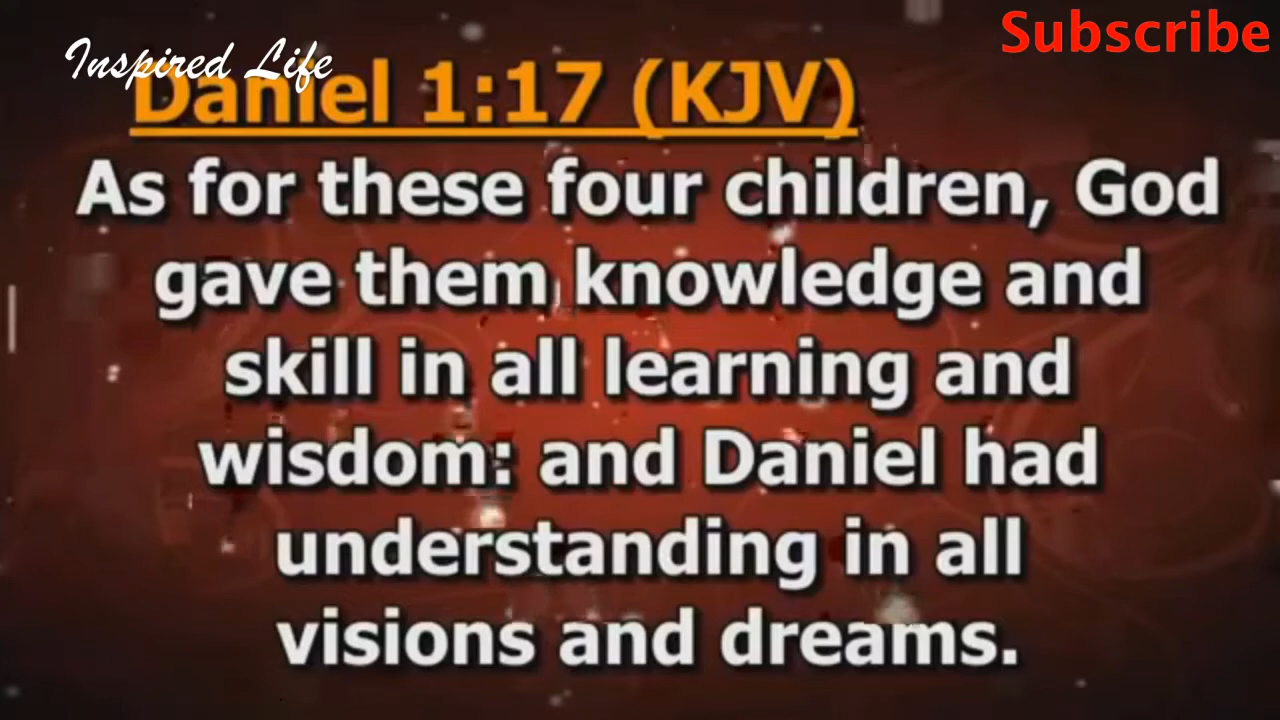 Inspired Life
Subscribe
Daniel 1:17 (KJV)
As for these four children, God
gave them knowledge and
skill in all learning and
wisdom: and Daniel had
understanding in all
visions and dreams.